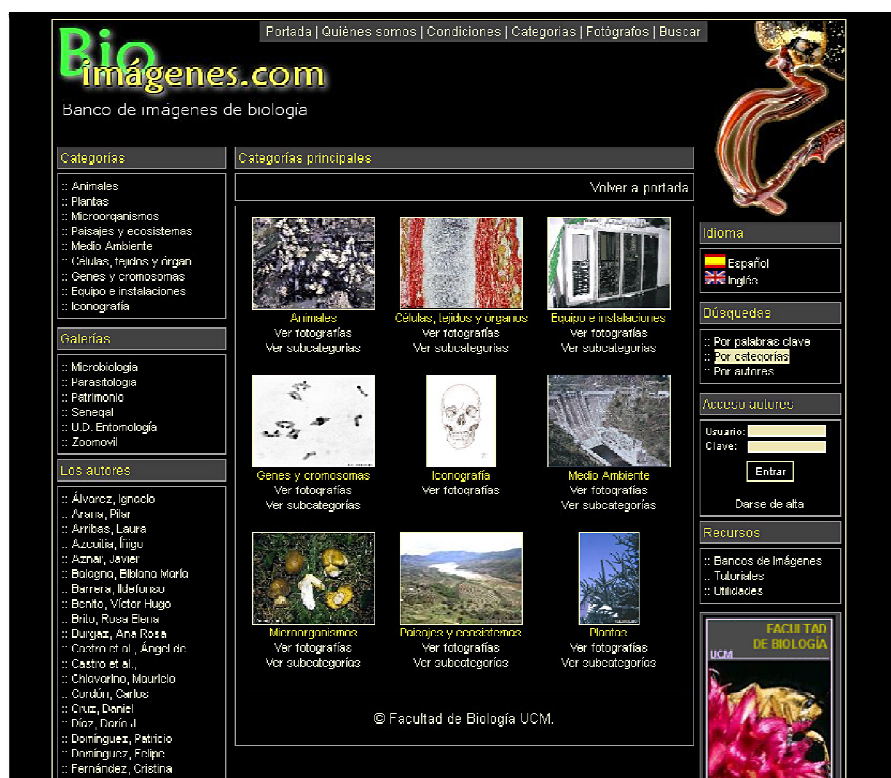 Portada | Quiénes somos | Condiciones | Categorias | Fotógrafos | Buscar
Bio
imágenes.com
Banco de imágenes de biología
Categorías
:: Animales
:: Plantas
:: Microorganismos
:: Paisajes y ecosistemas
:: Medio Ambiente
:: Células, tejidos y órgan
:: Genes y cromosomas
:: Equipo e instalaciones
:: Iconografía
Galerías
:: Microbiologia
:: Parasitologia
:: Patrimonio
:: Senegal
:: U.D. Entomología
:: Zoomovil
Los autores
:: Álvarez, Ignacio
:: Arana, Pilar
:: Arribas, Laura
:: Azcuitia, Íñigo
:: Aznar, Javier
:: Balagna, Bibiana María
:: Barrera, Ildefonso
:: Benito, Víctor Hugo
:: Brito, Rosa Elena
:: Burgaz, Ana Rosa
:: Castro et al., Ángel de
:: Castro et al.,
:: Chiavarino, Mauricio
:: Cordón, Carlos
:: Cruz, Daniel
:: Díaz, Darío J.
:: Domínguez, Patricio
:: Domínguez, Felipe
:: Fernández, Cristina
Categorías principales
Volver a portada
Animales
Ver fotografías
Ver subcategorías
Células, tejidos y órganos
Ver fotografías
Ver subcategorías
Equipo e instalaciones
Ver fotografías
Ver subcategorías
Genes y cromosomas
Ver fotografías
Ver subcategorías
Iconografía
Ver fotografías
Medio Ambiente
Ver fotografías
Ver subcategorías
Microorganismos
Ver fotografías
Ver subcategorías
Paisajes y ecosistemas
Ver fotografías
Ver subcategorías
Plantas
Ver fotografías
Ver subcategorías
© Facultad de Biología UCM.
Idioma
Español
Inglés
Búsquedas
:: Por palabras clave
:: Por categorías
:: Por autores
Acceso autores
Usuario:
Clave:
Entrar
Darse de alta
Recursos
:: Bancos de Imágenes
:: Tutoriales
:: Utilidades
FACULTAD
DE BIOLOGÍA
UCM